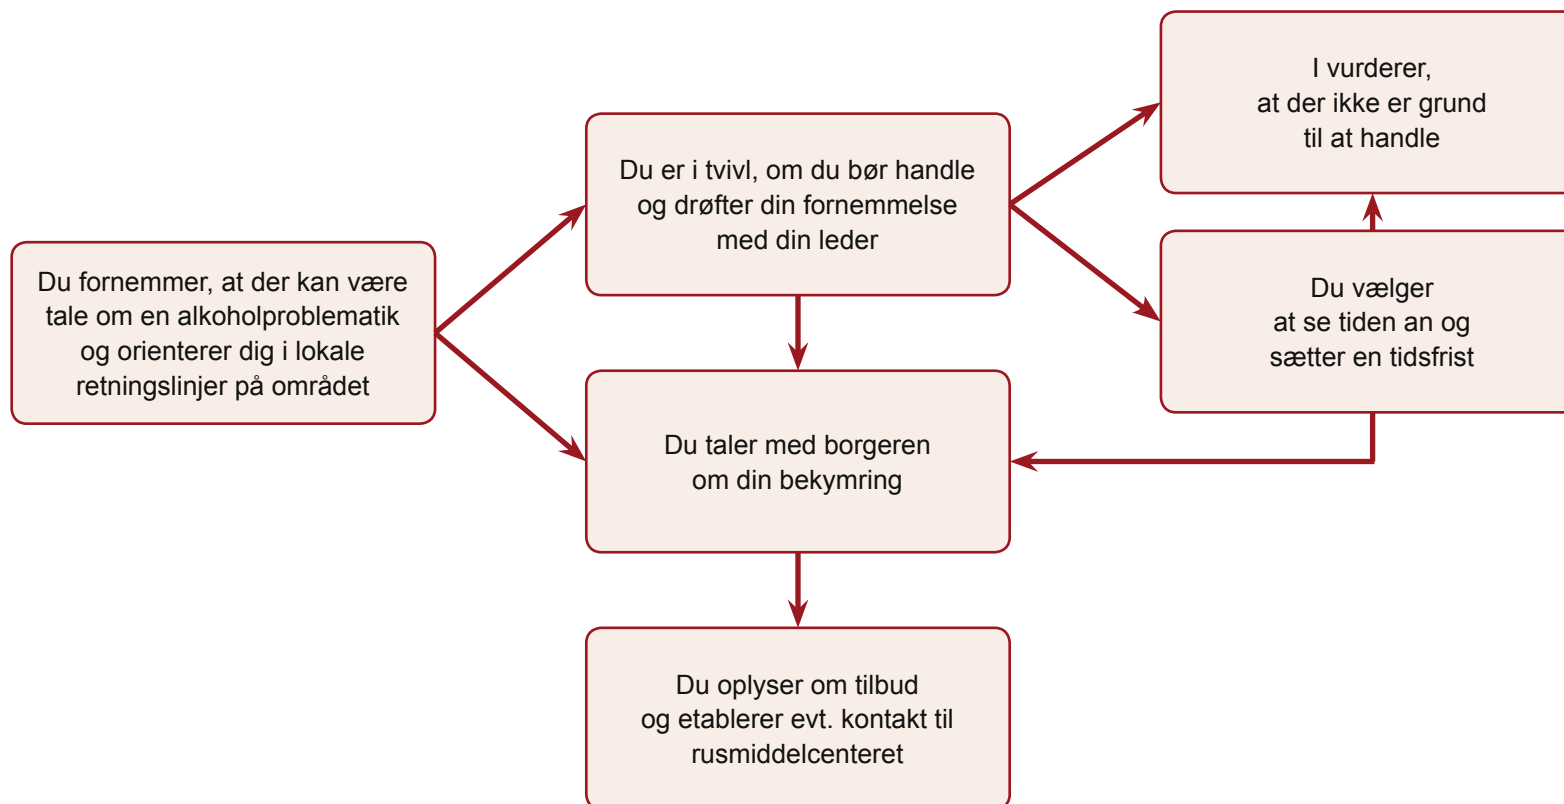 Du fornemmer, at der kan være
tale om en alkoholproblematik
og orienterer dig i lokale
retningslinjer på området
Du er i tvivl, om du bør handle
og drøfter din fornemmelse
med din leder
I vurderer,
at der ikke er grund
til at handle
Du vælger
at se tiden an og
sætter en tidsfrist
Du taler med borgeren
om din bekymring
Du oplyser om tilbud
og etablerer evt. kontakt til
rusmiddelcenteret